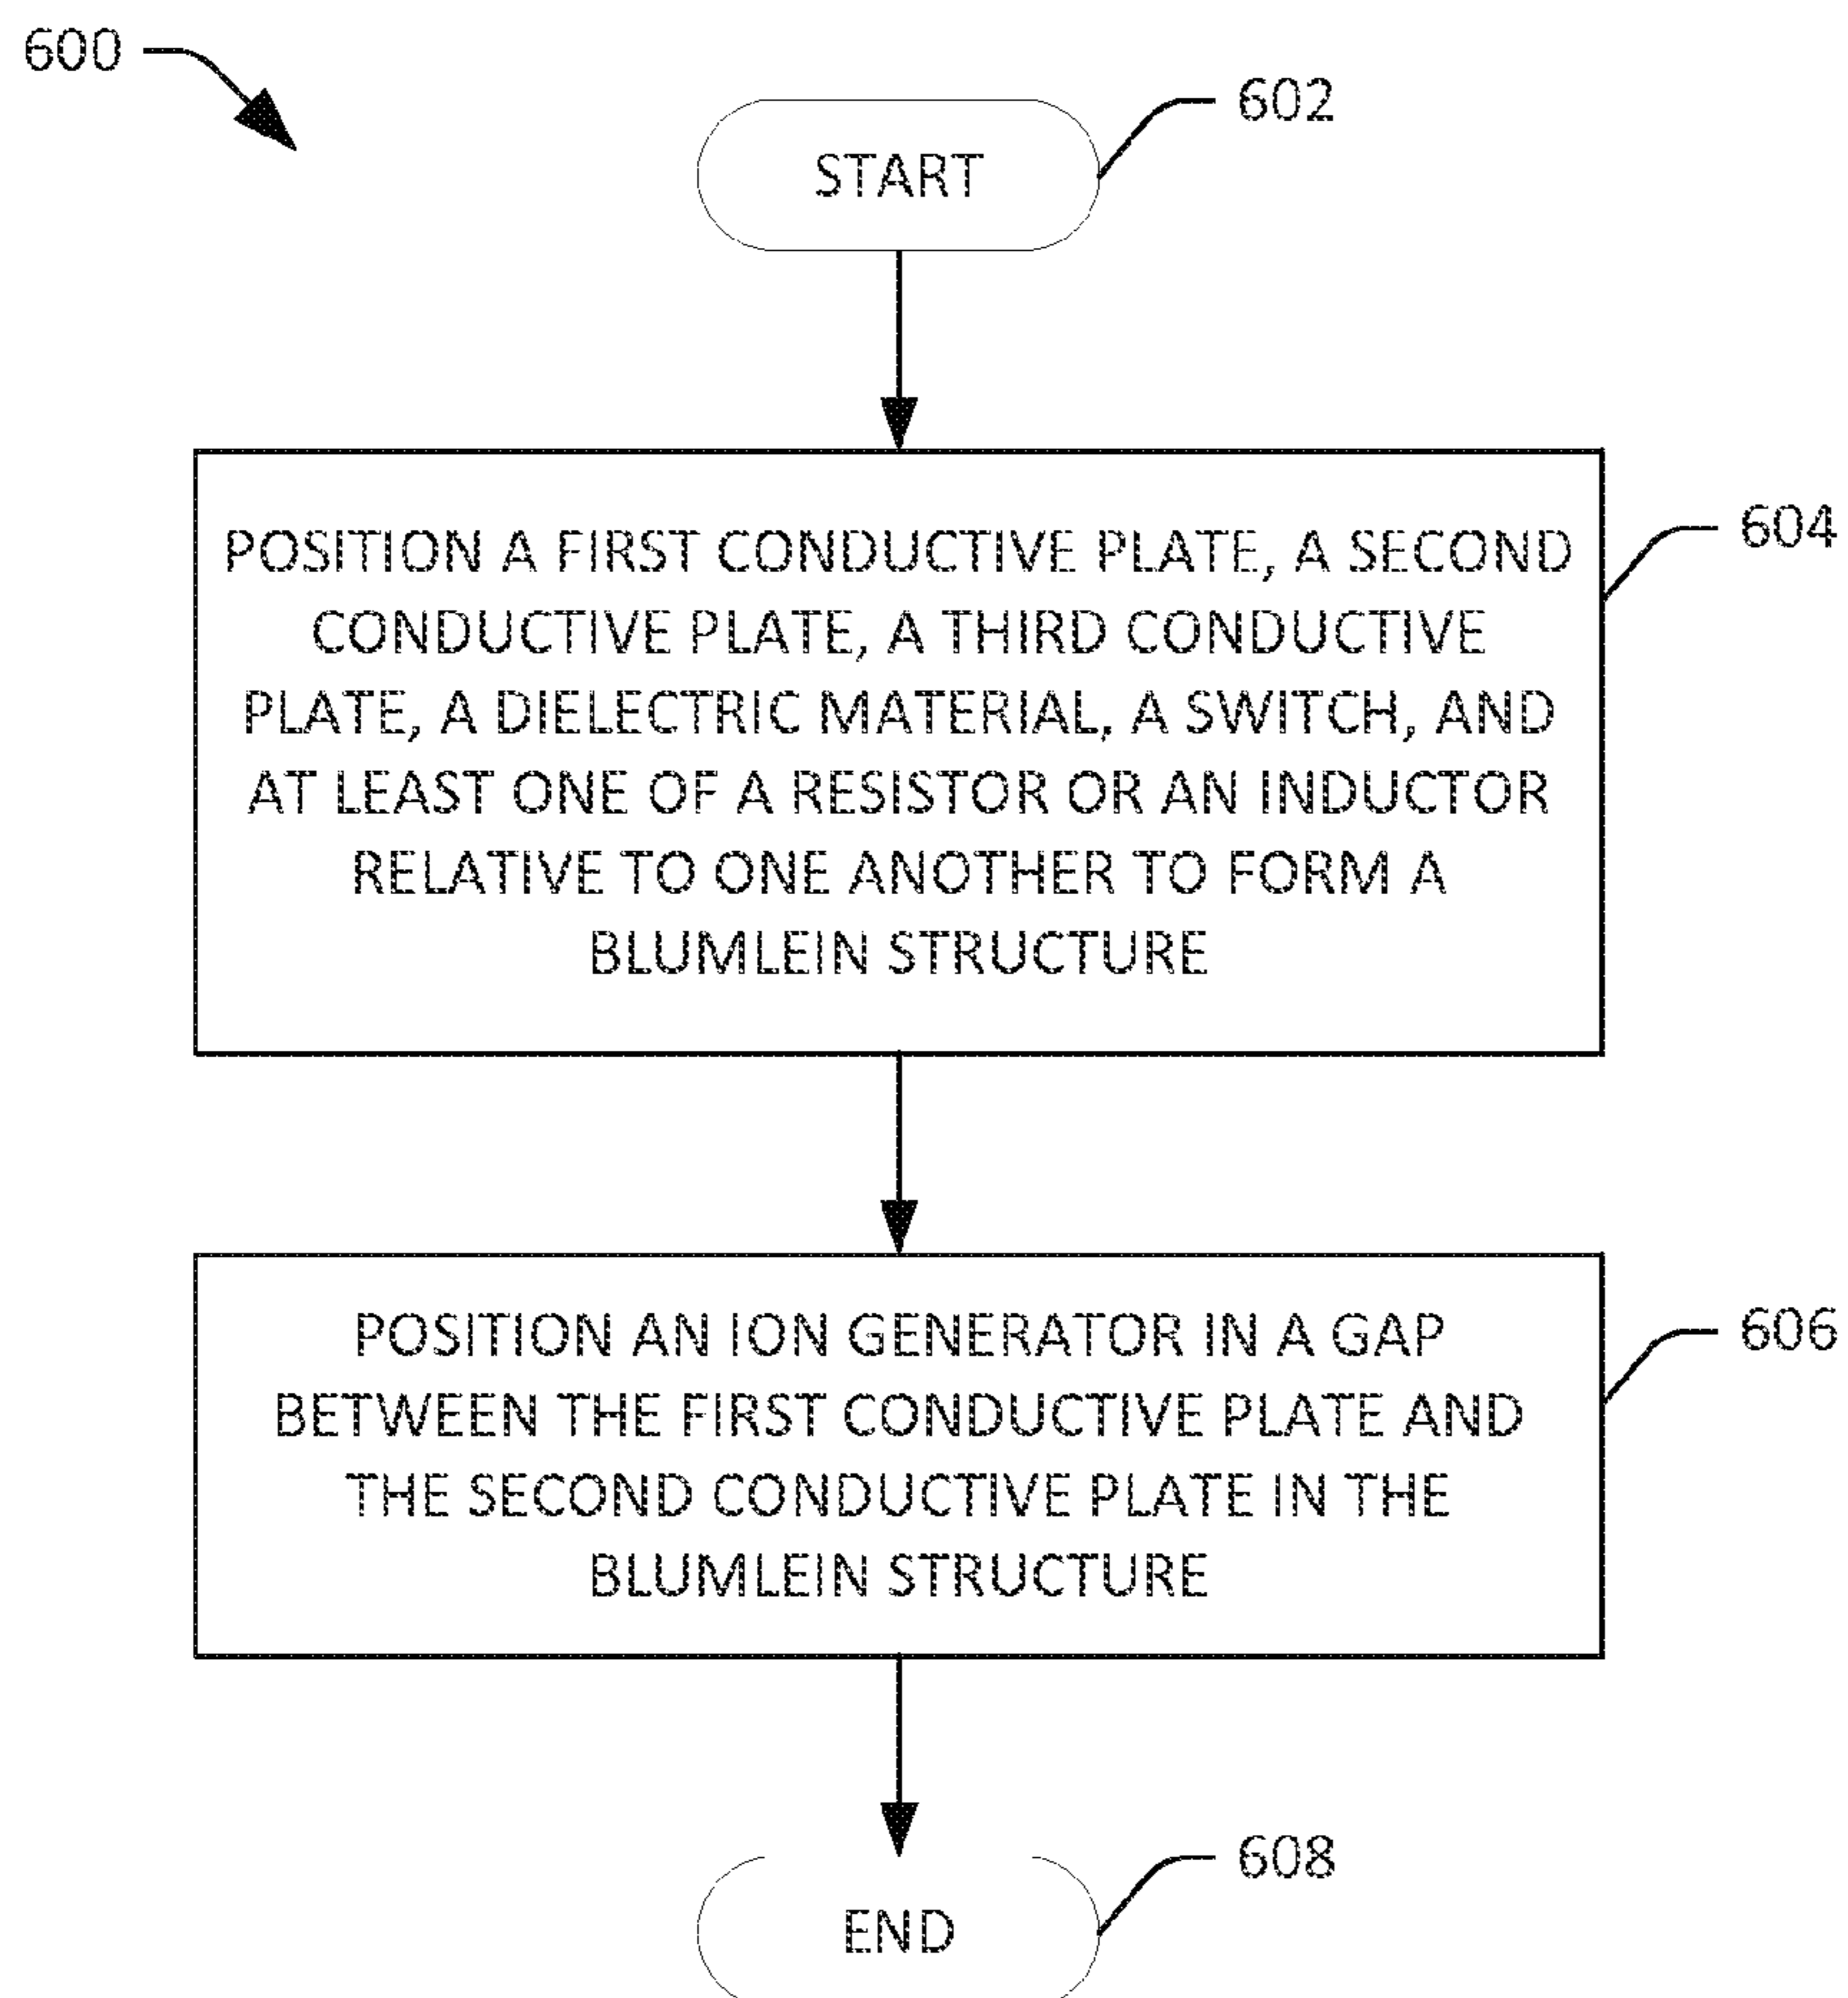 600
602
START
604
POSITION A FIRST CONDUCTIVE PLATE, A SECOND
CONDUCTIVE PLATE, A THIRD CONDUCTIVE
PLATE, A DIELECTRIC MATERIAL, A SWITCH, AND
AT LEAST ONE OF A RESISTOR OR AN INDUCTOR
RELATIVE TO ONE ANOTHER TO FORM A
BLUMLEIN STRUCTURE
606
POSITION AN ION GENERATOR IN A GAP
BETWEEN THE FIRST CONDUCTIVE PLATE AND
THE SECOND CONDUCTIVE PLATE IN THE
BLUMLEIN STRUCTURE
608
END